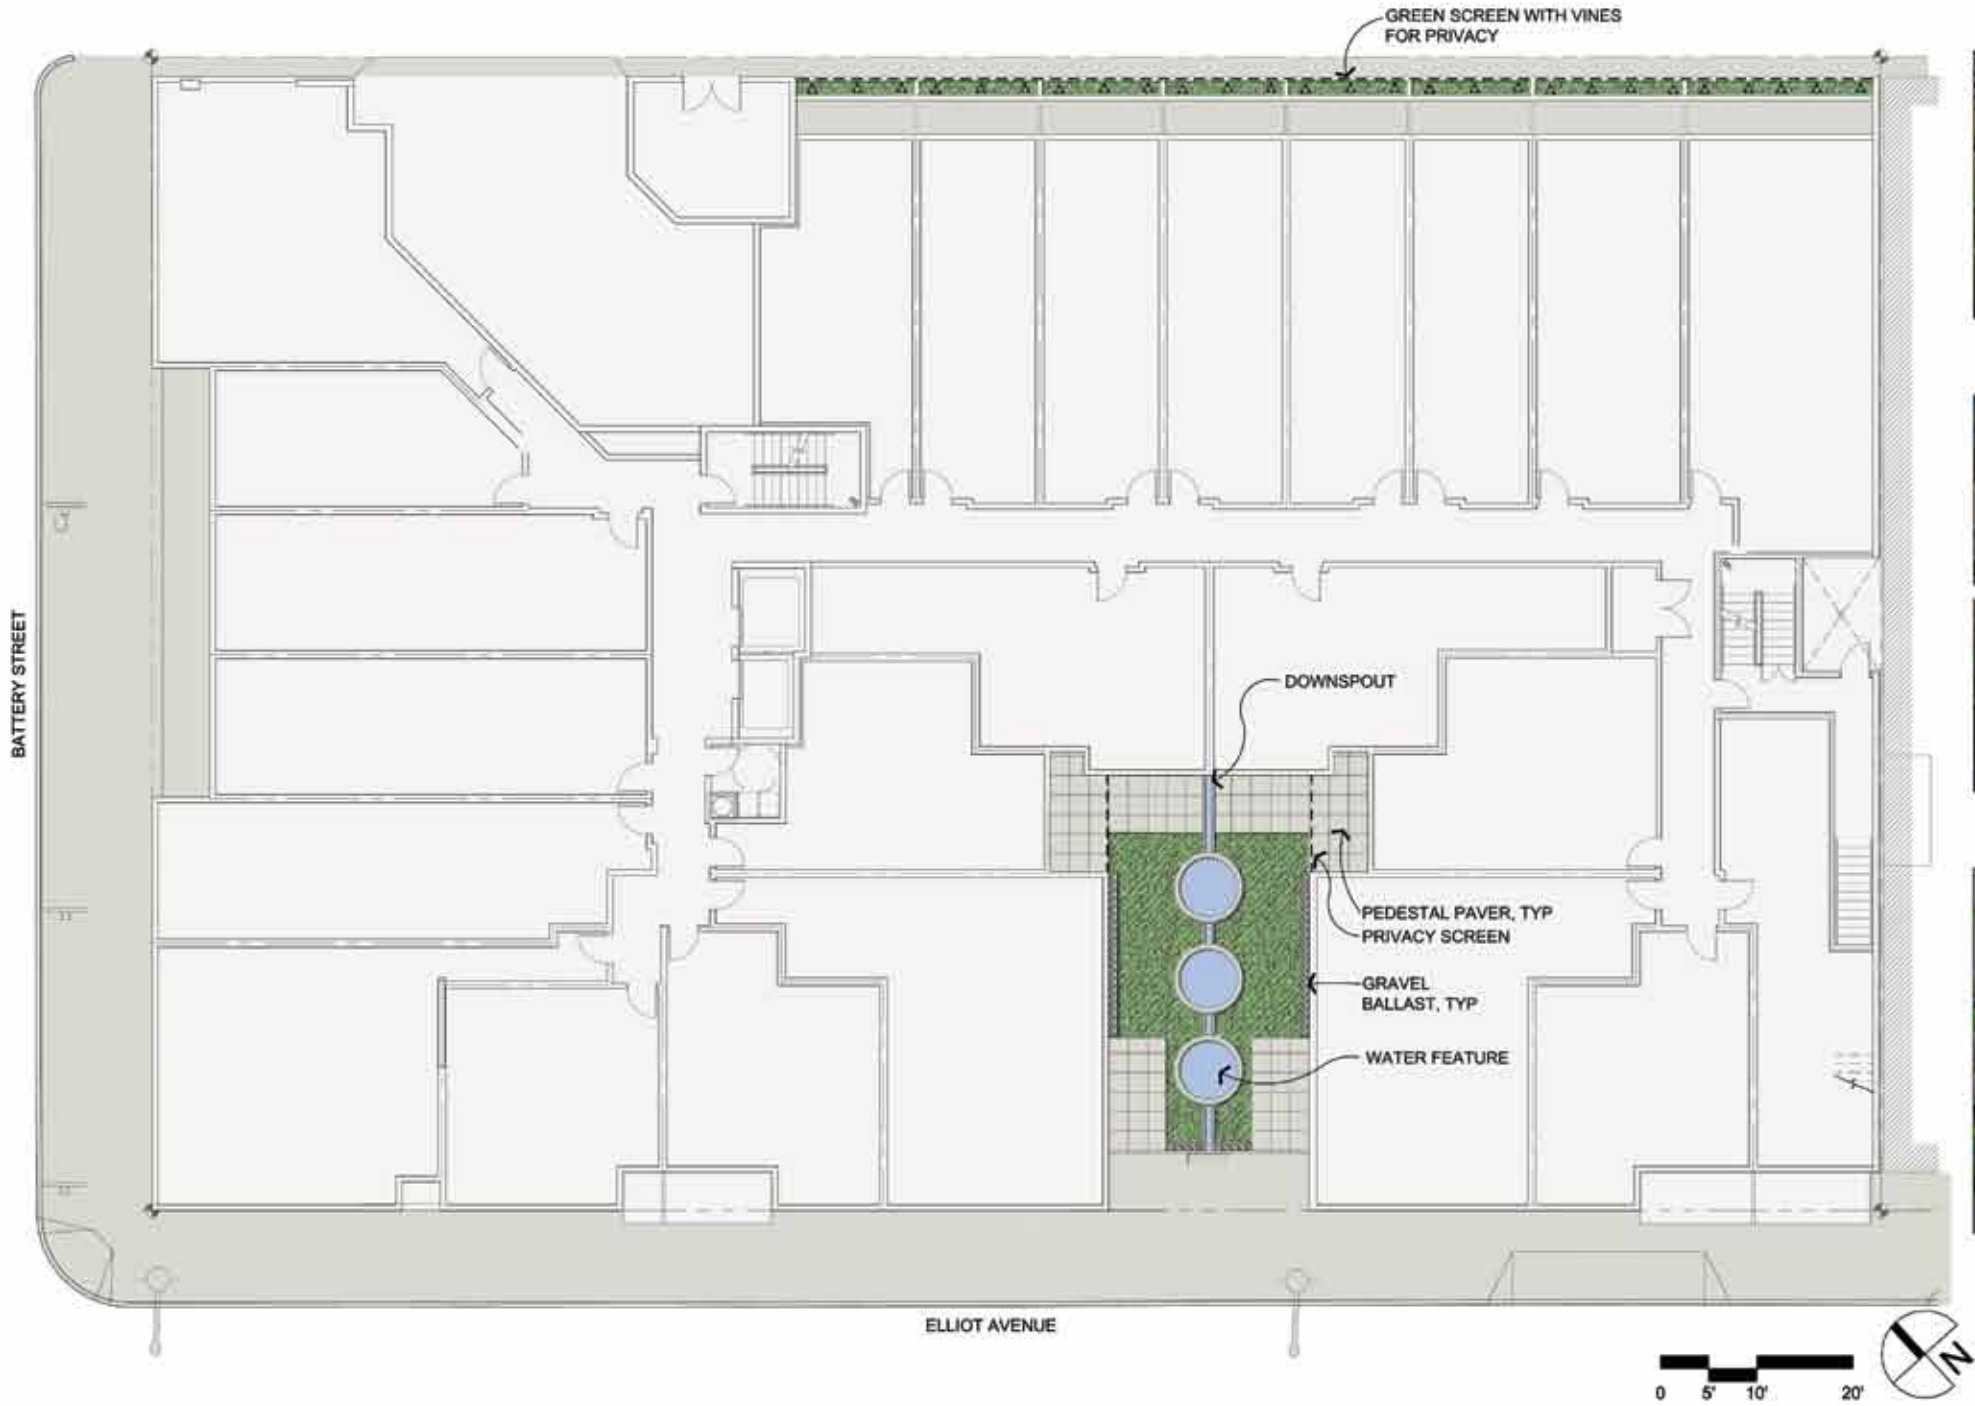 GREEN SCREEN WITH VINES
FOR PRIVACY
BATTERY STREET
DOWNSPOUT
PEDESTAL PAVER, TYP
PRIVACY SCREEN
GRAVEL
BALLAST, TYP
WATER FEATURE
ELLIOT AVENUE
0 5' 10' 20'
N